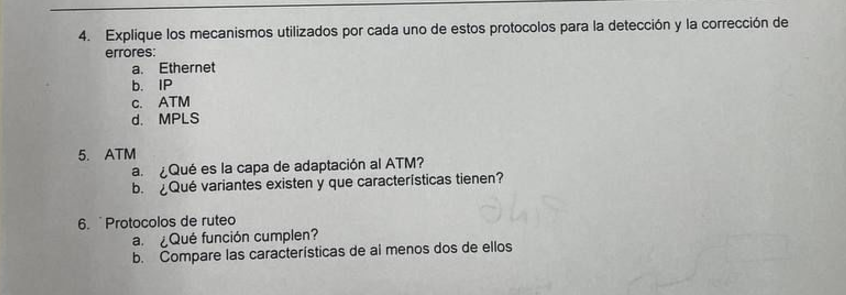 4. Explique los mecanismos utilizados por cada uno de estos protocolos para la detección y la corrección de
errores:
a. Ethernet
b. IP
c. ATM
d. MPLS
5. ATM
a. ¿Qué es la capa de adaptación al ATM?
b. ¿Qué variantes existen y que características tienen?
6. Protocolos de ruteo
a. ¿Qué función cumplen?
b. Compare las características de al menos dos de ellos